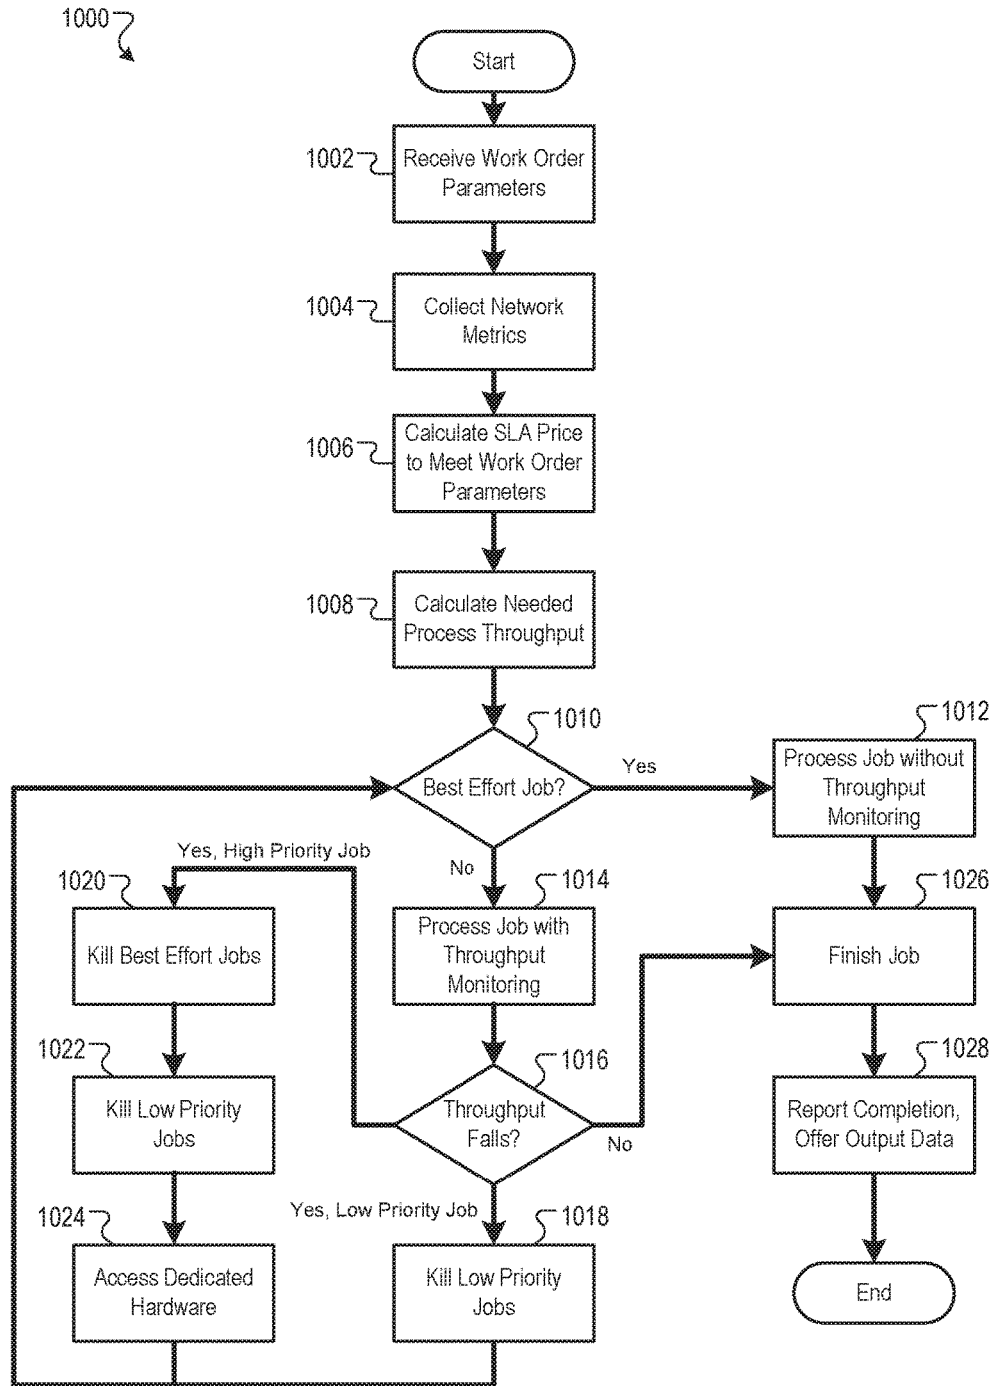 1000
Start
1002
Receive Work Order
Parameters
1004
Collect Network
Metrics
1006
Calculate SLA Price
to Meet Work Order
Parameters
1008
Calculate Needed
Process Throughput
1010
Best Effort Job?
Yes
1012
Process Job without
Throughput
Monitoring
No
1014
Process Job with
Throughput
Monitoring
1016
Throughput
Falls?
Yes, High Priority Job
1020
Kill Best Effort Jobs
1022
Kill Low Priority
Jobs
1024
Access Dedicated
Hardware
Yes, Low Priority Job
1018
Kill Low Priority
Jobs
No
1026
Finish Job
1028
Report Completion,
Offer Output Data
End